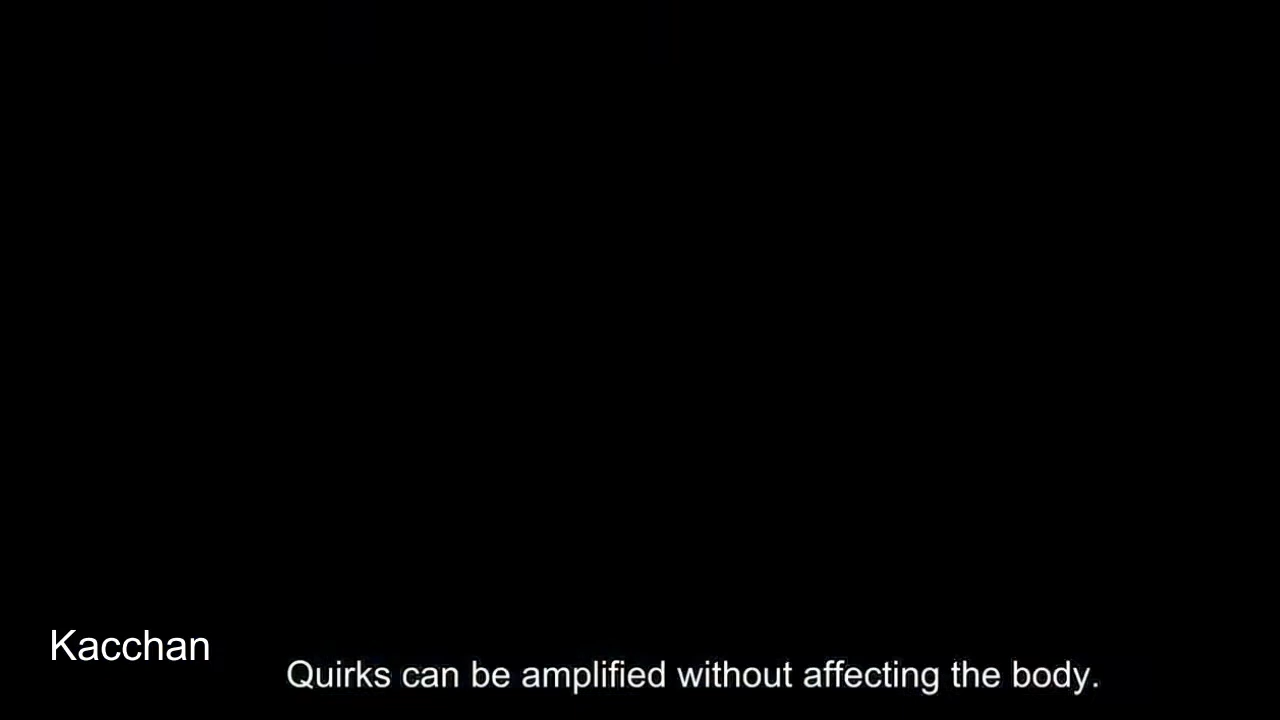 Kacchan
Quirks can be amplified without affecting the body.